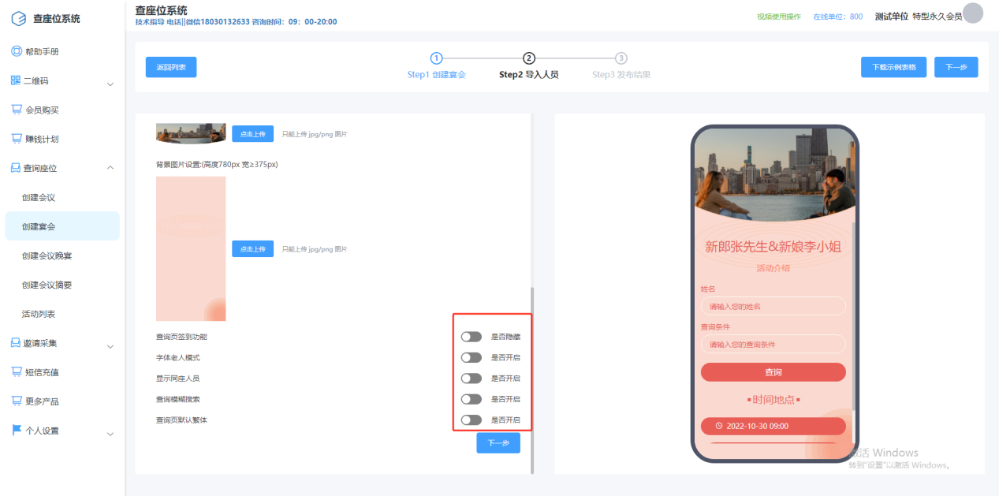 查座位系统
帮助手册
二维码
会员购买
赚钱计划
查询座位
创建会议
创建宴会
创建会议晚宴
创建会议摘要
活动列表
邀请采集
短信充值
更多产品
个人设置
查座位系统
技术指导 电话||微信18030132633 咨询时间：09：00-20:00
视频使用操作 在线单位：800 测试单位 特型永久会员
返回列表
1
Step1 创建宴会
2
Step2 导入人员
3
Step3 发布结果
下载示例表格
下一步
点击上传 只能上传 jpg/png 图片
背景图片设置:(高度780px 宽≥375px)
点击上传 只能上传 jpg/png 图片
查询页签到功能 是否隐藏
字体老人模式 是否开启
显示同座人员 是否开启
查询模糊搜索 是否开启
查询页默认繁体 是否开启
下一步
新郎张先生&新娘李小姐
活动介绍
姓名
请输入您的姓名
查询条件
请输入您的查询条件
查询
▪时间地点▪
2022-10-30 09:00
激活 Windows
转到"设置"以激活 Windows。